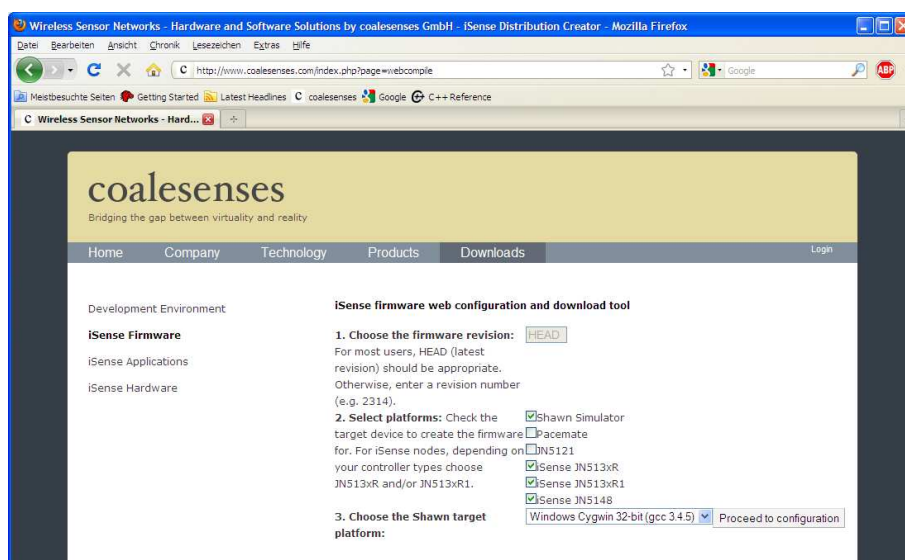 Wireless Sensor Networks - Hardware and Software Solutions by coalesenses GmbH - iSense Distribution Creator - Mozilla Firefox
Datei Bearbeiten Ansicht Chronik Lesezeichen Extras Hilfe
C http://www.coalesenses.com/index.php?page=webcompile
Google
ABP
Meistbesuchte Seiten Getting Started Latest Headlines C coalesenses Google C++ Reference
C Wireless Sensor Networks - Hard...
coalesenses
Bridging the gap between virtuality and reality
Home Company Technology Products Downloads Login
Development Environment
iSense Firmware
iSense Applications
iSense Hardware
iSense firmware web configuration and download tool
1. Choose the firmware revision: HEAD
For most users, HEAD (latest
revision) should be
appropriate.
Otherwise, enter a revision number
(e.g. 2314).
2. Select platforms: Check the
target device to create the firmware
for. For iSense nodes, depending on
your controller types choose
JN513xR and/or JN513xR1.
Shawn Simulator
Pacemate
JN5121
iSense JN513xR
iSense JN513xR1
iSense JN5148
3. Choose the Shawn target
platform:
Windows Cygwin 32-bit (gcc 3.4.5) Proceed to configuration